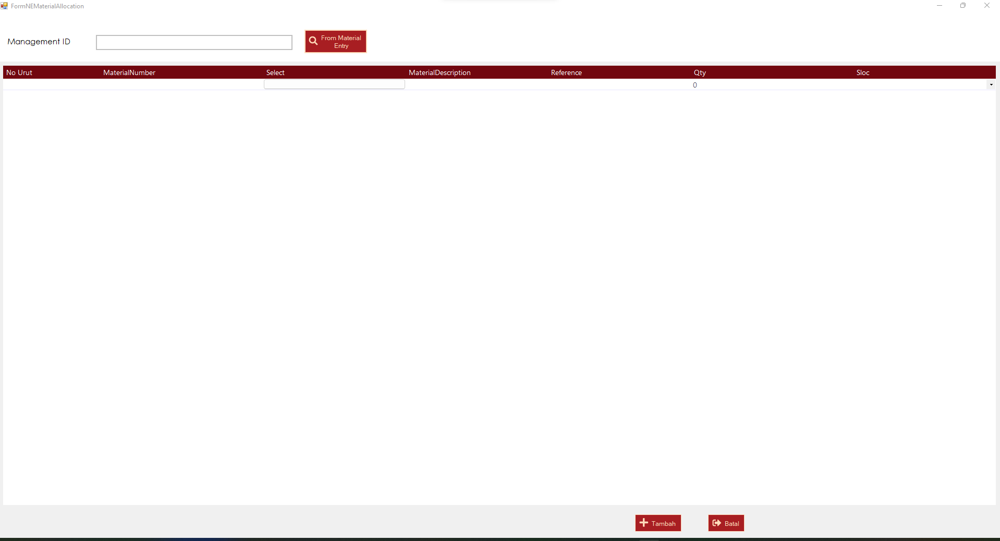 FormNEMaterialAllocation
Management ID
From Material
Entry
No Urut MaterialNumber Select MaterialDescription Reference Qty Sloc
0
Tambah Batal